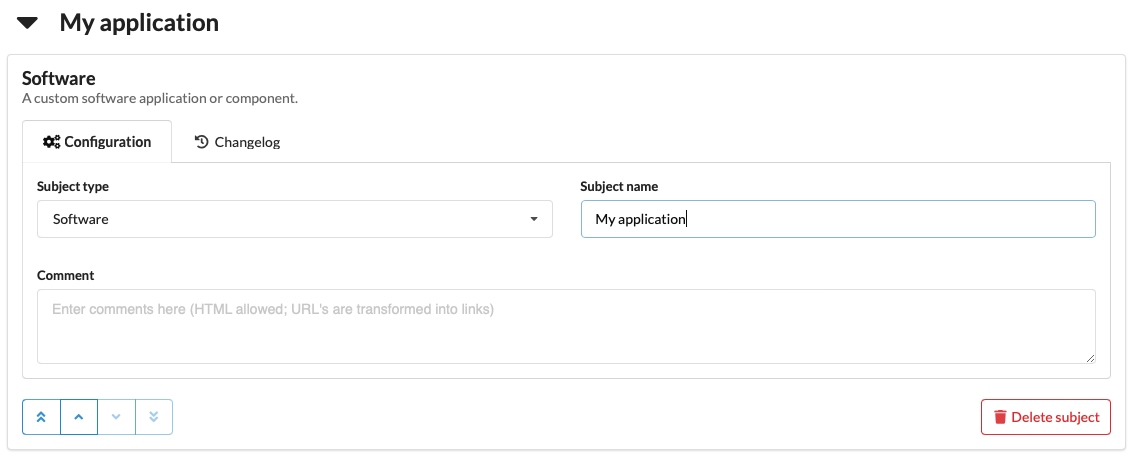 My application
Software
A custom software application or component.
Configuration
Changelog
Subject type
Subject name
Software
My application
Comment
Enter comments here (HTML allowed; URL's are transformed into links)
Delete subject